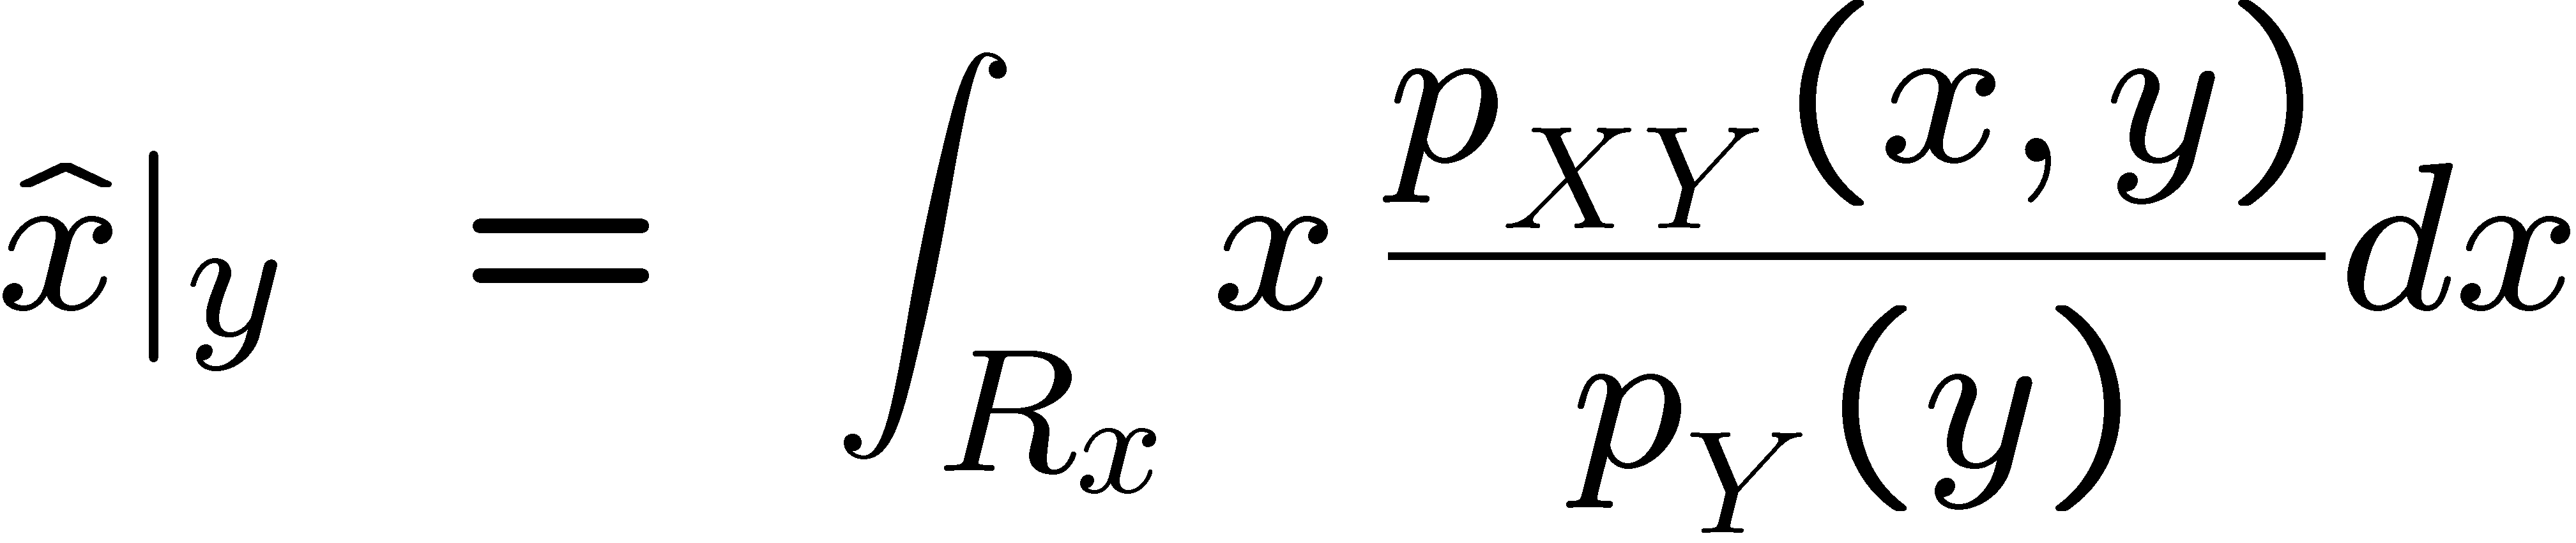 $\widehat{x}|_y = \int_{R_x} x \frac{p_{XY}(x,y)}{p_Y(y)} dx$